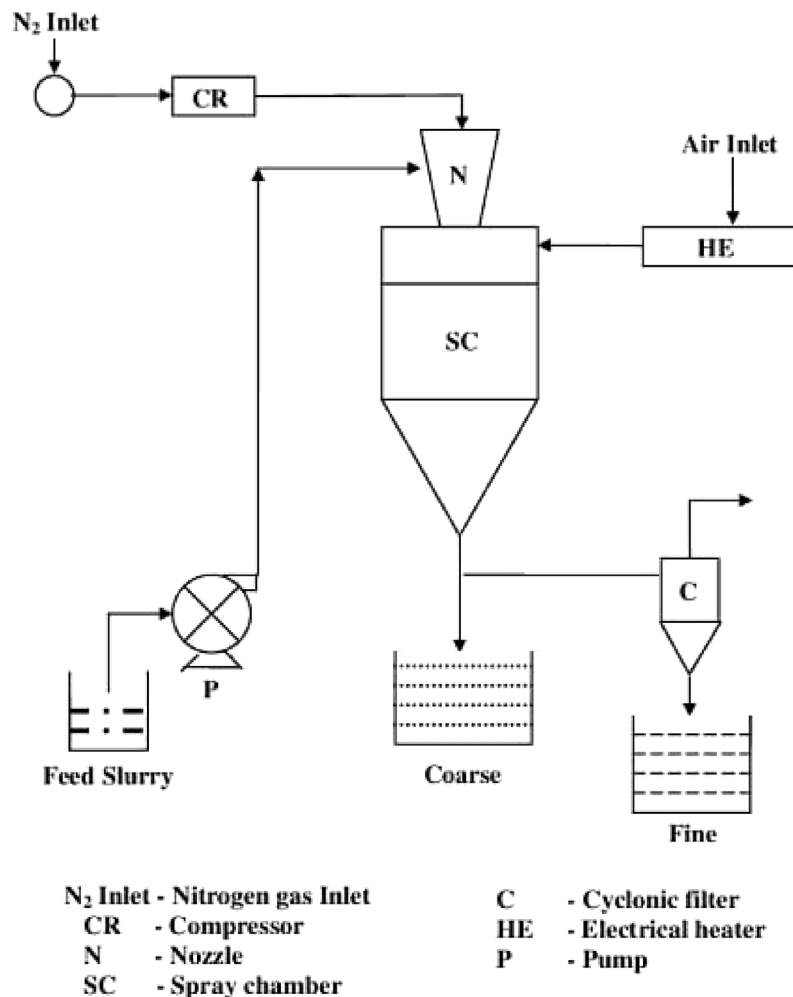 N₂ Inlet
CR
Air Inlet
N
HE
SC
C
P
Feed Slurry
Coarse
Fine
N₂ Inlet - Nitrogen gas Inlet
CR - Compressor
N - Nozzle
SC - Spray chamber
C - Cyclonic filter
HE - Electrical heater
P - Pump